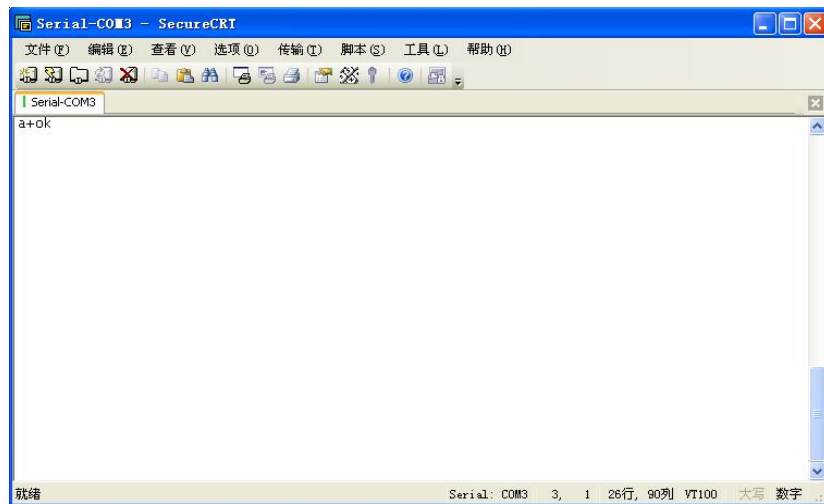 Serial-COM3 - SecureCRT
文件(F) 编辑(E) 查看(V) 选项(O) 传输(T) 脚本(S) 工具(L) 帮助(H)
Serial-COM3
a+ok
就绪 Serial: COM3 3, 1 26行, 90列 VT100 大写 数字